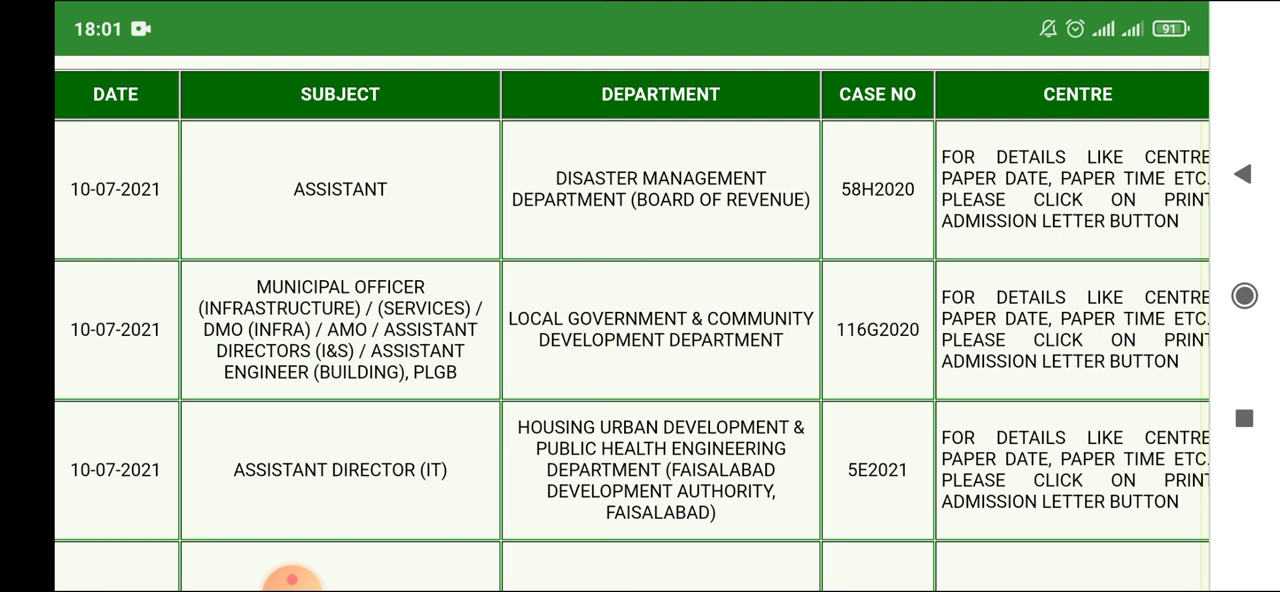 18:01
91
DATE SUBJECT DEPARTMENT CASE NO CENTRE
10-07-2021
ASSISTANT
DISASTER MANAGEMENT
DEPARTMENT (BOARD OF REVENUE)
58H2020
FOR DETAILS LIKE CENTRE
PAPER DATE, PAPER TIME ETC.
PLEASE CLICK ON PRINT
ADMISSION LETTER BUTTON
10-07-2021
MUNICIPAL OFFICER
(INFRASTRUCTURE) / (SERVICES) /
DMO (INFRA) / AMO / ASSISTANT
DIRECTORS (I&S) / ASSISTANT
ENGINEER (BUILDING), PLGB
LOCAL GOVERNMENT & COMMUNITY
DEVELOPMENT DEPARTMENT
116G2020
FOR DETAILS LIKE CENTRE
PAPER DATE, PAPER TIME ETC.
PLEASE CLICK ON PRINT
ADMISSION LETTER BUTTON
10-07-2021
ASSISTANT DIRECTOR (IT)
HOUSING URBAN DEVELOPMENT &
PUBLIC HEALTH ENGINEERING
DEPARTMENT (FAISALABAD
DEVELOPMENT AUTHORITY,
FAISALABAD)
5E2021
FOR DETAILS LIKE CENTRE
PAPER DATE, PAPER TIME ETC.
PLEASE CLICK ON PRINT
ADMISSION LETTER BUTTON